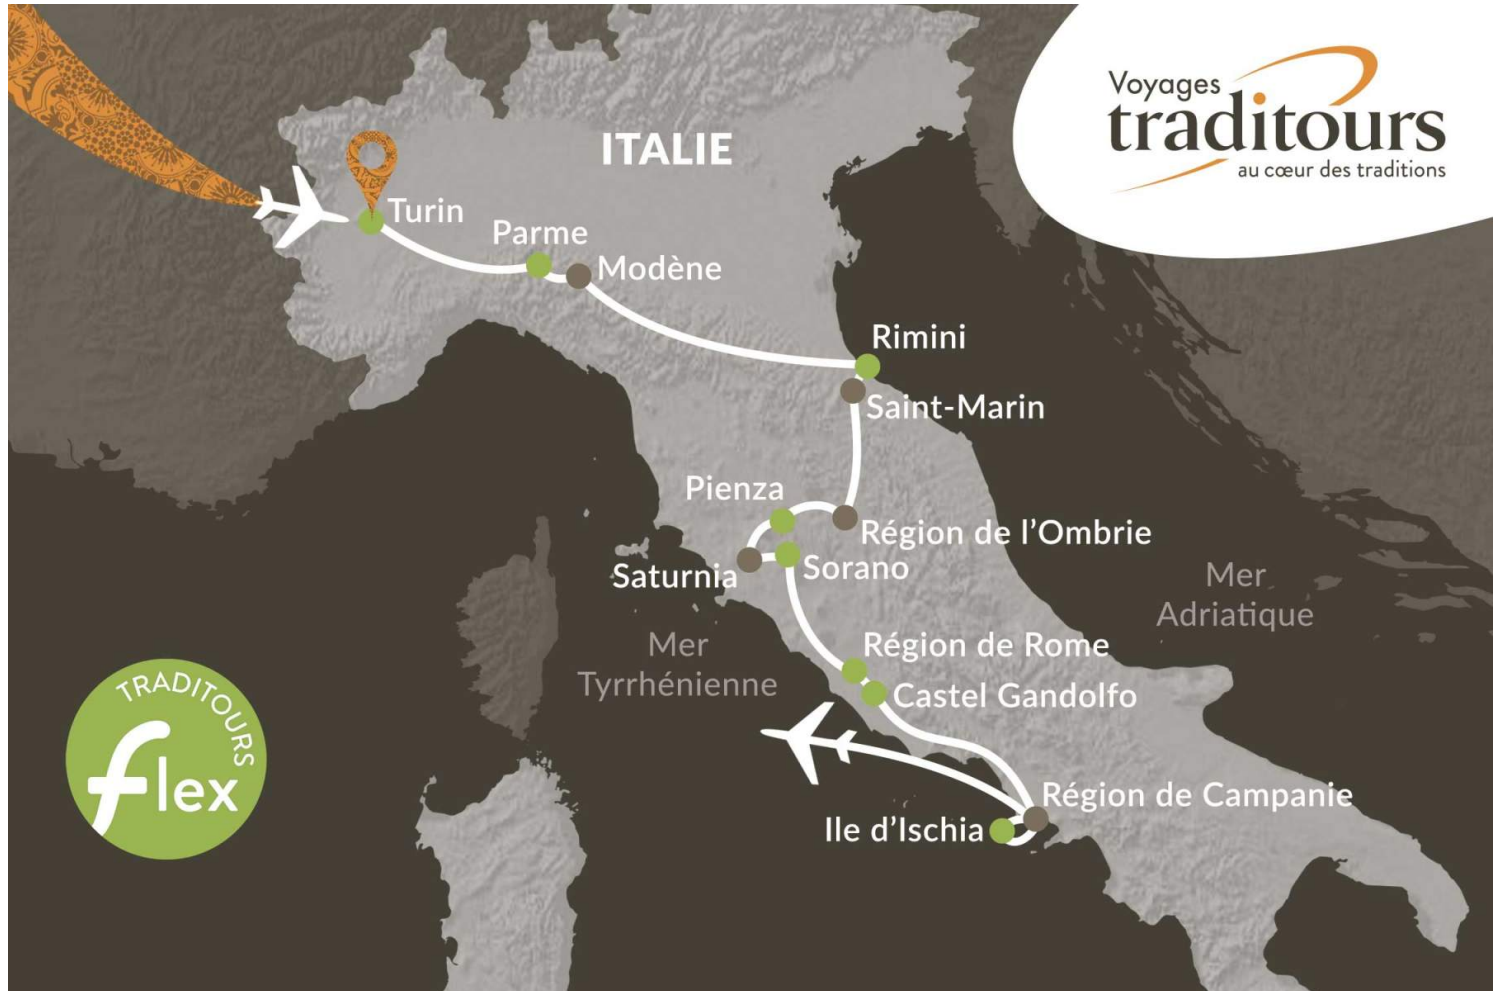 Voyages
traditours
au cœur des traditions
ITALIE
Turin
Parme
Modène
Rimini
Saint-Marin
Pienza
Région de l'Ombrie
Saturnia
Sorano
Mer
Adriatique
Mer
Tyrrhénienne
Région de Rome
Castel Gandolfo
TRADITOURS
flex
Région de Campanie
Ile d'Ischia